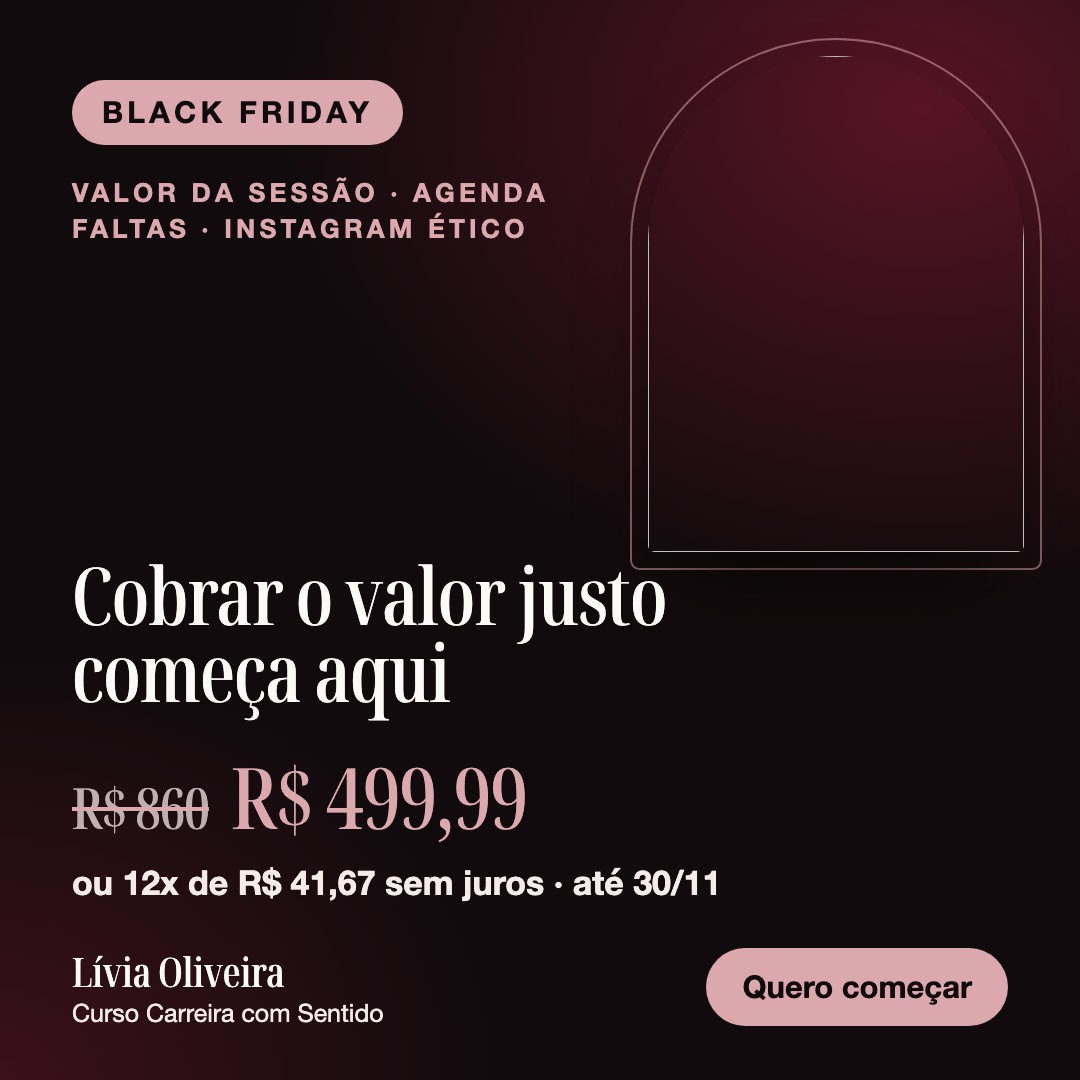 BLACK FRIDAY
VALOR DA SESSÃO · AGENDA
FALTAS · INSTAGRAM ÉTICO
Cobrar o valor justo
começa aqui
R$ 860 R$ 499,99
ou 12x de R$ 41,67 sem juros · até 30/11
Lívia Oliveira
Curso Carreira com Sentido
Quero começar